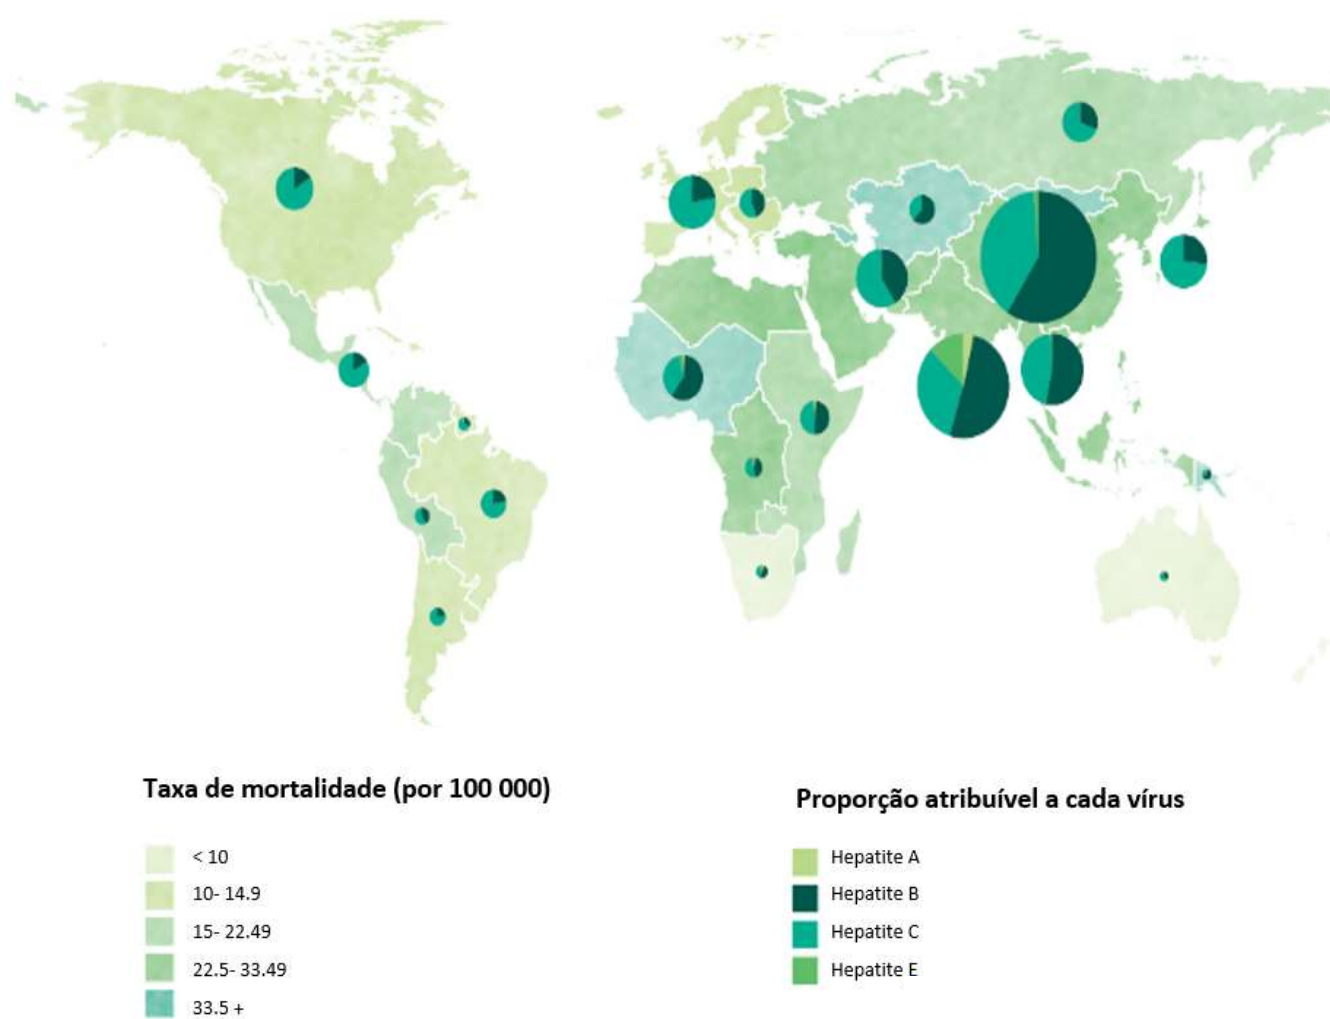 Taxa de mortalidade (por 100 000)
< 10
10- 14.9
15- 22.49
22.5- 33.49
33.5 +
Proporção atribuível a cada vírus
Hepatite A
Hepatite B
Hepatite C
Hepatite E